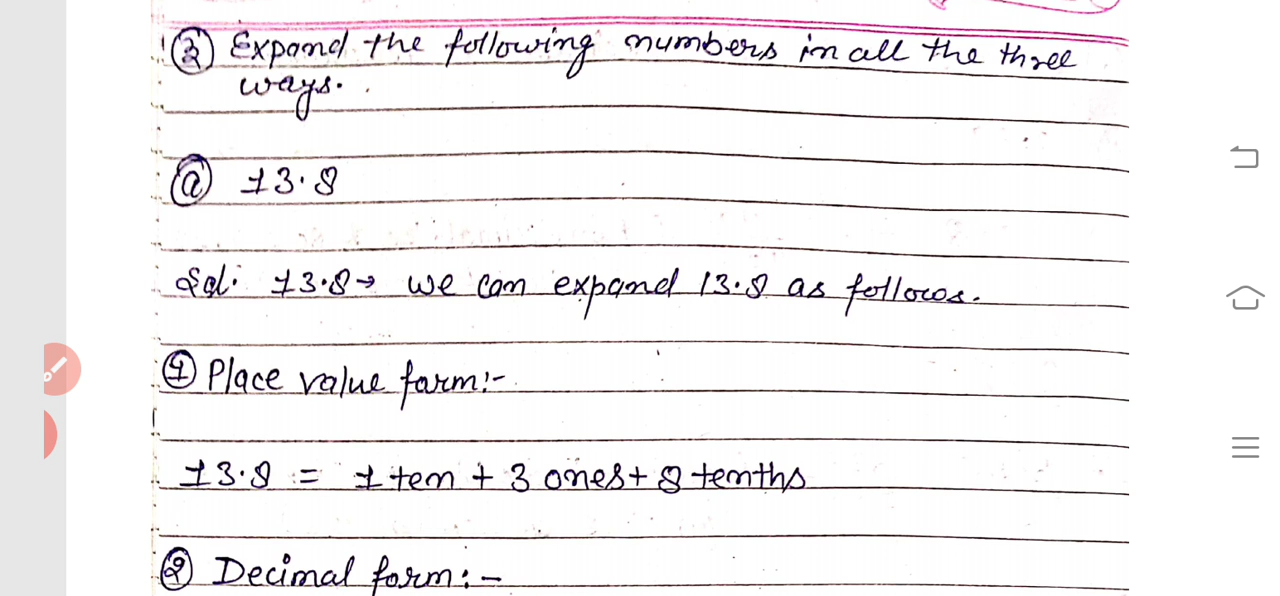 ③ Expand the following numbers in all the three
ways.
ⓐ 13.8
Sol. 13.8→ we can expand 13.8 as follows.
① Place value form:-
13.8 = 1 ten + 3 ones + 8 tenths
② Decimal form:-